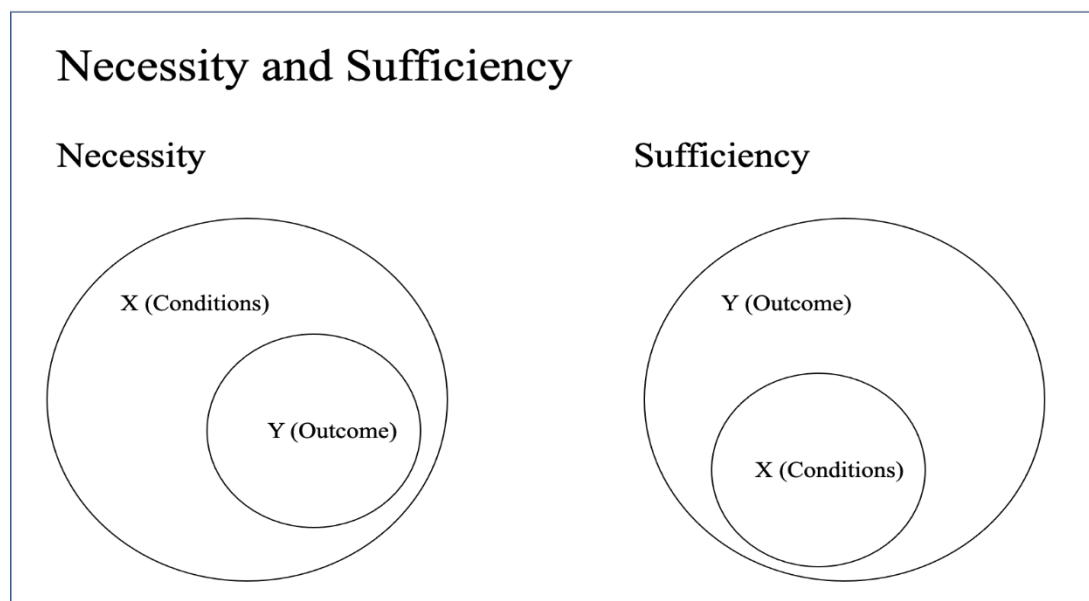 Necessity and Sufficiency
Necessity
Sufficiency
X (Conditions)
Y (Outcome)
Y (Outcome)
X (Conditions)